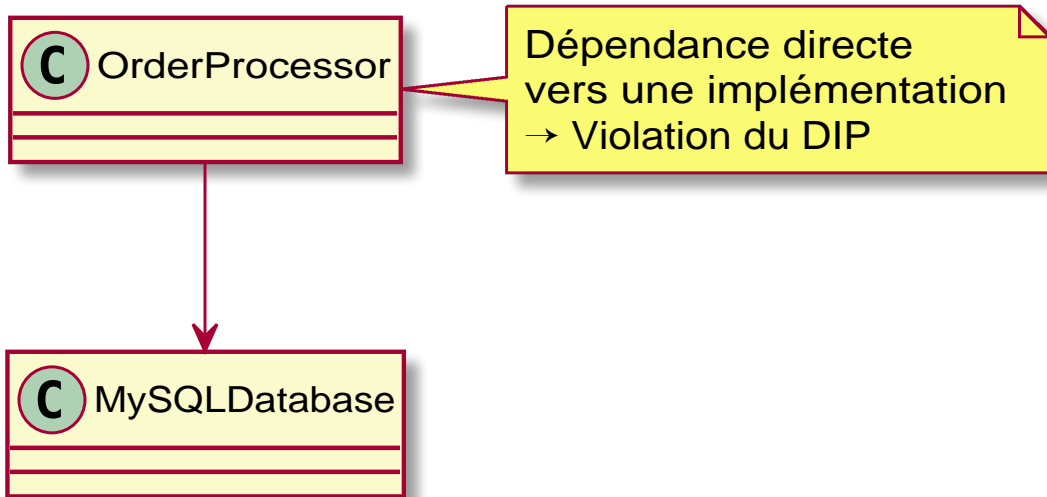 C OrderProcessor
Dépendance directe
vers une implémentation
→ Violation du DIP
C MySQLDatabase